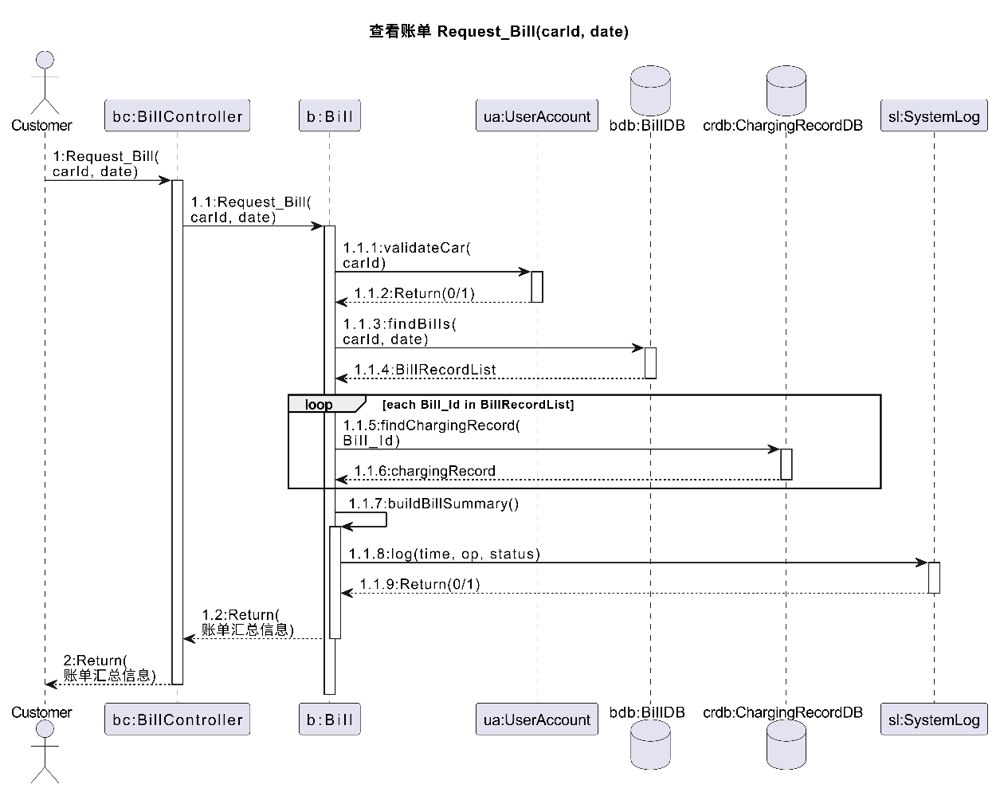 查看账单 Request_Bill(carId, date)
Customer
bc:BillController
b:Bill
ua:UserAccount
bdb:BillDB
crdb:ChargingRecordDB
sl:SystemLog
1:Request_Bill(
carId, date)
1.1:Request_Bill(
carId, date)
1.1.1:validateCar(
carId)
1.1.2:Return(0/1)
1.1.3:findBills(
carId, date)
1.1.4:BillRecordList
loop
[each Bill_Id in BillRecordList]
1.1.5:findChargingRecord(
Bill_Id)
1.1.6:chargingRecord
1.1.7:buildBillSummary()
1.1.8:log(time, op, status)
1.1.9:Return(0/1)
1.2:Return(
账单汇总信息)
2:Return(
账单汇总信息)
Customer
bc:BillController
b:Bill
ua:UserAccount
bdb:BillDB
crdb:ChargingRecordDB
sl:SystemLog